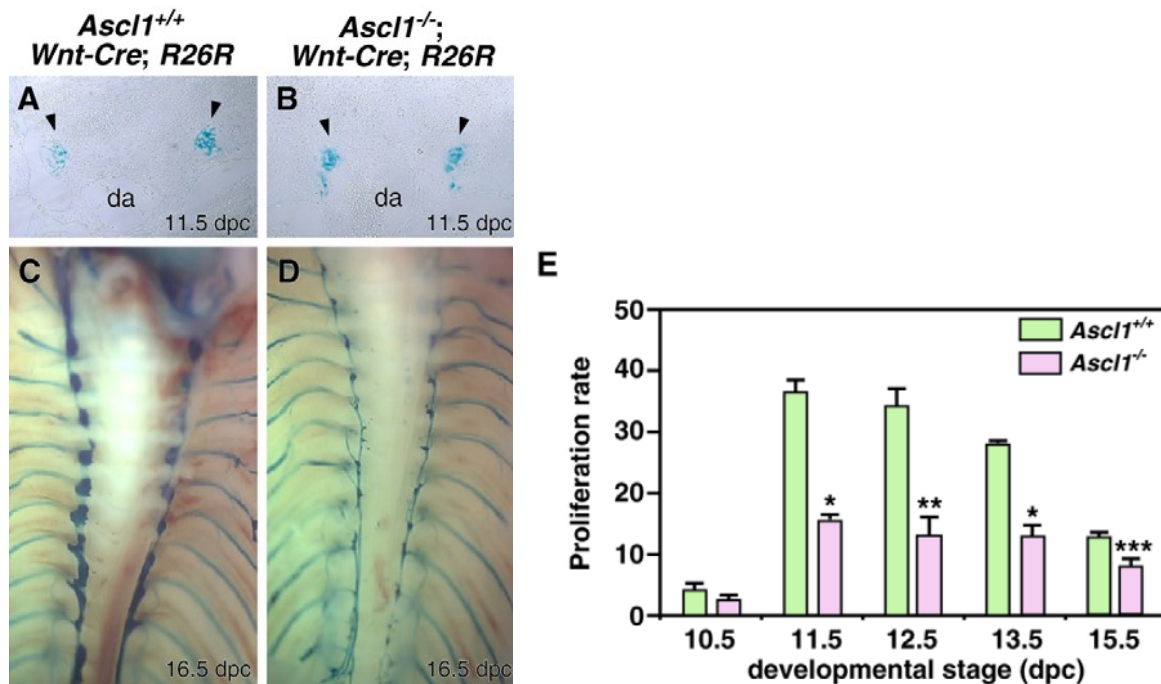 Ascl1+/+
Wnt-Cre; R26R
Ascl1-/-;
Wnt-Cre; R26R
A
da
11.5 dpc
B
da
11.5 dpc
C
16.5 dpc
D
16.5 dpc
E
Proliferation rate
50
40
30
20
10
0
Ascl1+/+
Ascl1-/-
*
**
*
***
10.5 11.5 12.5 13.5 15.5
developmental stage (dpc)